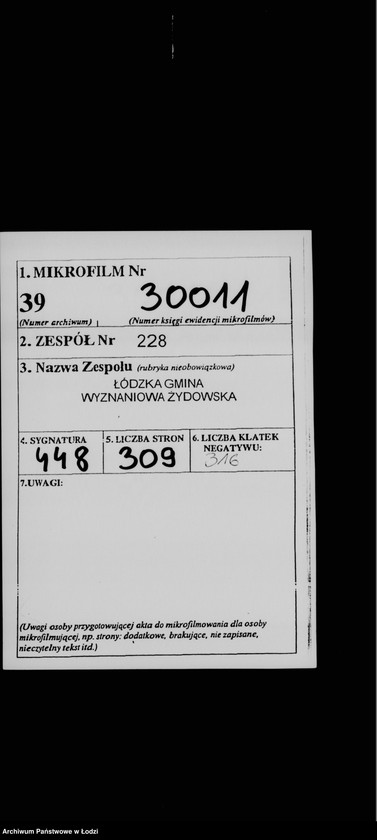 1. MIKROFILM Nr
39 30011
(Numer archiwum) (Numer księgi ewidencji mikrofilmów)
2. ZESPÓŁ Nr 228
3. Nazwa Zespołu (rubryka nieobowiązkowa)
ŁÓDZKA GMINA
WYZNANIOWA ŻYDOWSKA
4. SYGNATURA 5. LICZBA STRON 6. LICZBA KLATEK
NEGATYWU:
448 309 316
7.UWAGI:
(Uwagi osoby przygotowującej akta do mikrofilmowania dla osoby
mikrofilmującej, np. strony: dodatkowe, brakujące, nie zapisane,
nieczytelny tekst itd.)
Archiwum Państwowe w Łodzi